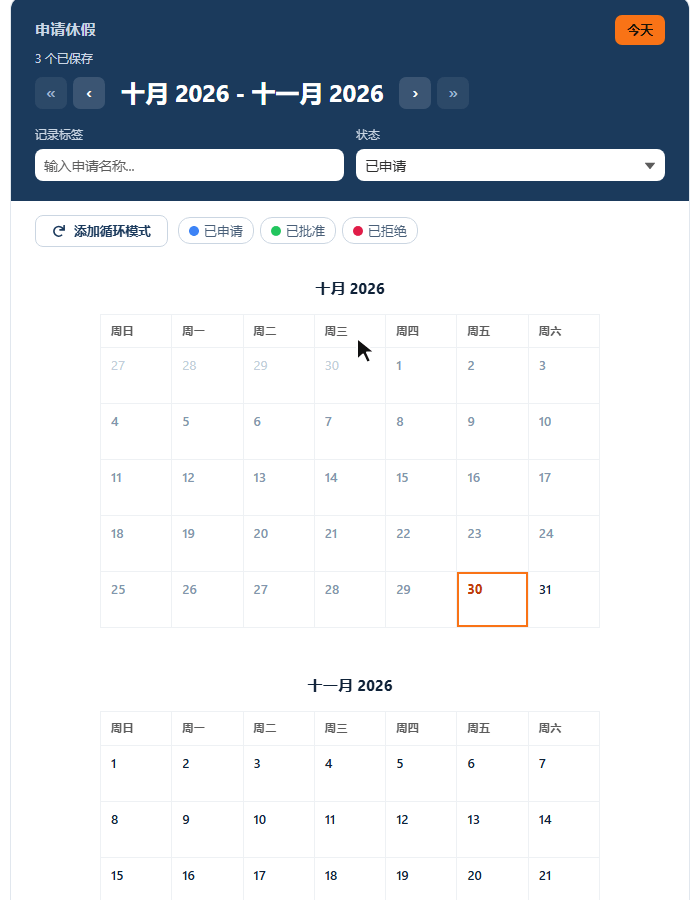 申请休假
今天
3 个已保存
« ‹ 十月 2026 - 十一月 2026 › »
记录标签 状态
输入申请名称... 已申请
添加循环模式 已申请 已批准 已拒绝
十月 2026
周日 周一 周二 周三 周四 周五 周六
27 28 29 30 1 2 3
4 5 6 7 8 9 10
11 12 13 14 15 16 17
18 19 20 21 22 23 24
25 26 27 28 29 30 31
十一月 2026
周日 周一 周二 周三 周四 周五 周六
1 2 3 4 5 6 7
8 9 10 11 12 13 14
15 16 17 18 19 20 21